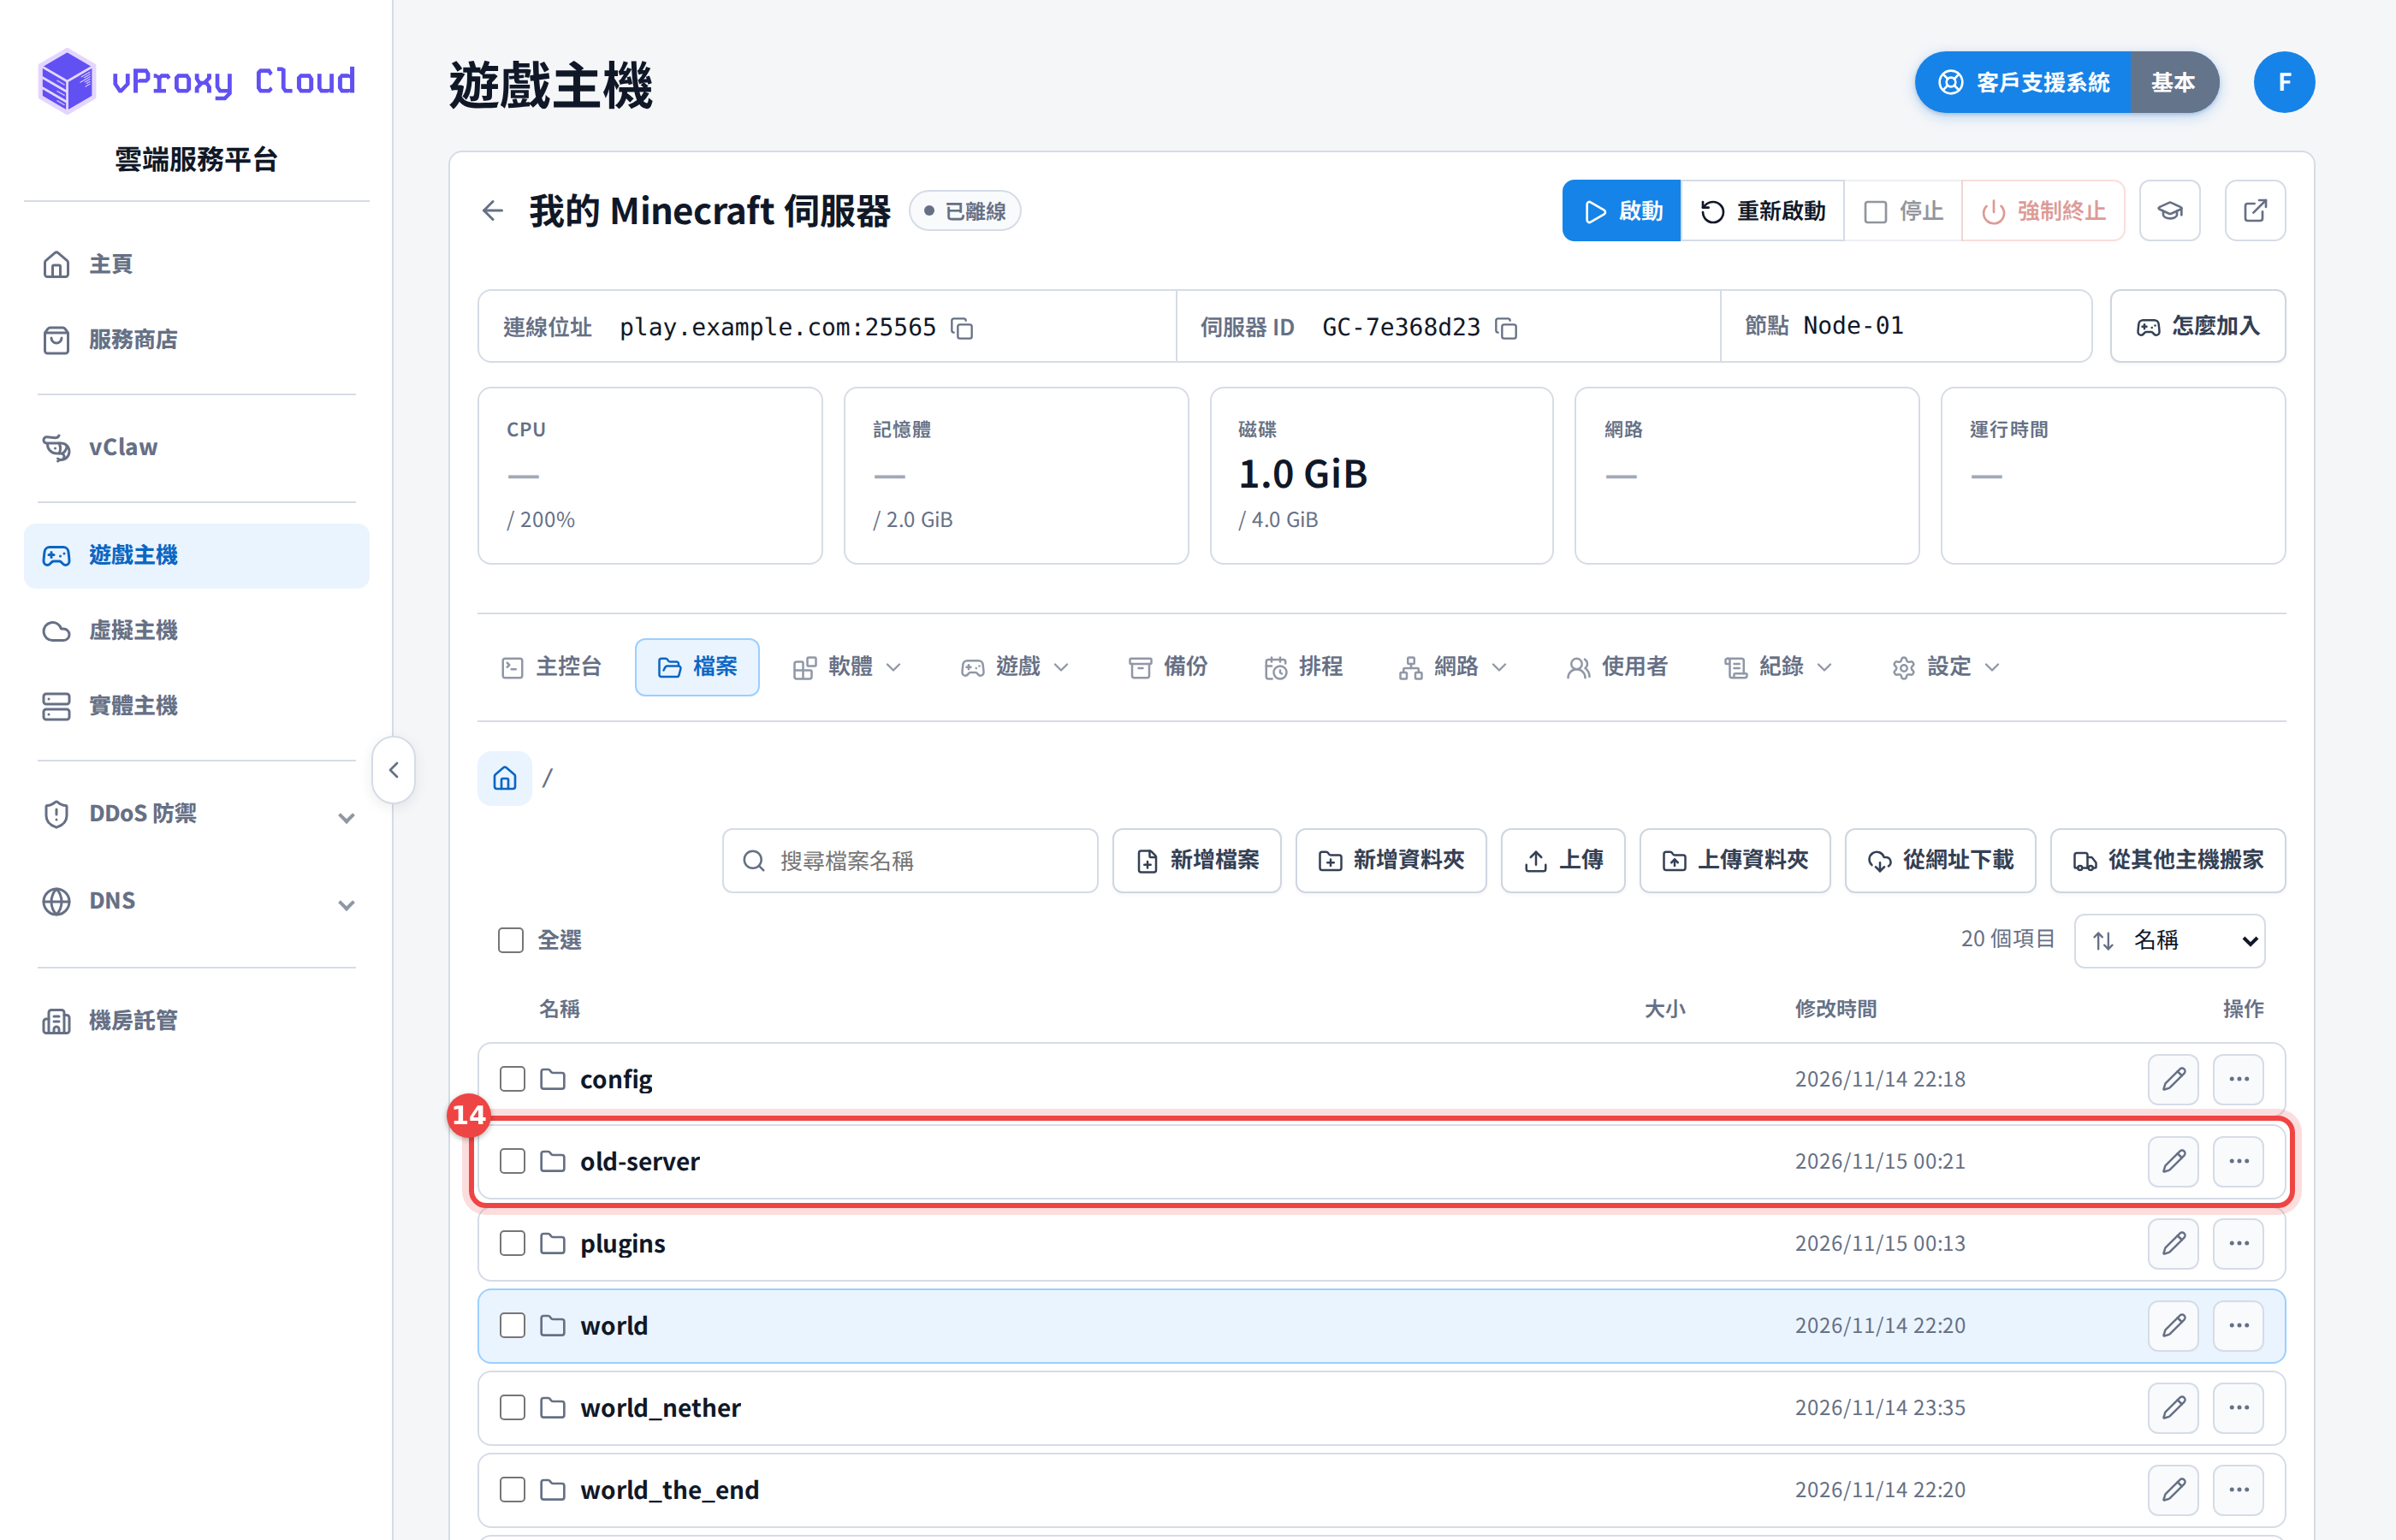 vProxy Cloud
雲端服務平台
主頁
服務商店
vClaw
遊戲主機
虛擬主機
實體主機
DDoS 防禦
DNS
機房託管
遊戲主機
客戶支援系統 基本 F
我的 Minecraft 伺服器 已離線 啟動 重新啟動 停止 強制終止
連線位址 play.example.com:25565 伺服器 ID GC-7e368d23 節點 Node-01 怎麼加入
CPU 記憶體 磁碟 網路 運行時間
— — 1.0 GiB — —
/ 200% / 2.0 GiB / 4.0 GiB
主控台 檔案 軟體 遊戲 備份 排程 網路 使用者 紀錄 設定
/
搜尋檔案名稱 新增檔案 新增資料夾 上傳 上傳資料夾 從網址下載 從其他主機搬家
全選 20 個項目 名稱
名稱 大小 修改時間 操作
config 2026/11/14 22:18
14
old-server 2026/11/15 00:21
plugins 2026/11/15 00:13
world 2026/11/14 22:20
world_nether 2026/11/14 23:35
world_the_end 2026/11/14 22:20